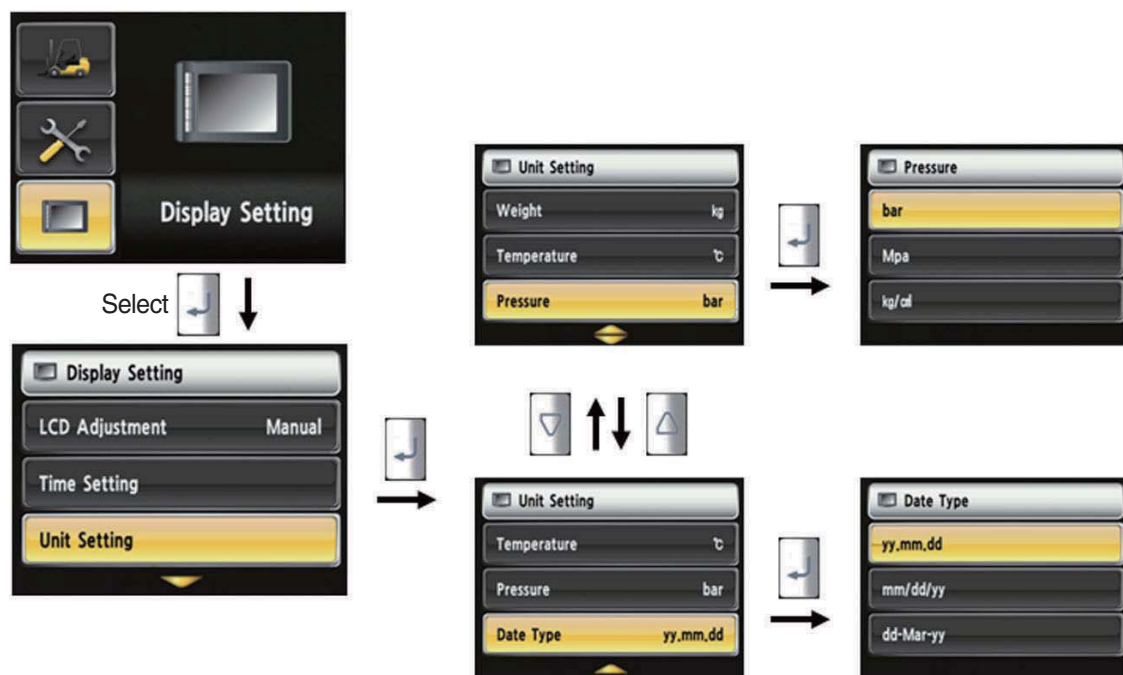 Display Setting
Select
Display Setting
LCD Adjustment Manual
Time Setting
Unit Setting
Unit Setting
Weight kg
Temperature ℃
Pressure bar
Pressure
bar
Mpa
kg/㎠
Unit Setting
Temperature ℃
Pressure bar
Date Type yy.mm.dd
Date Type
yy.mm.dd
mm/dd/yy
dd-Mar-yy